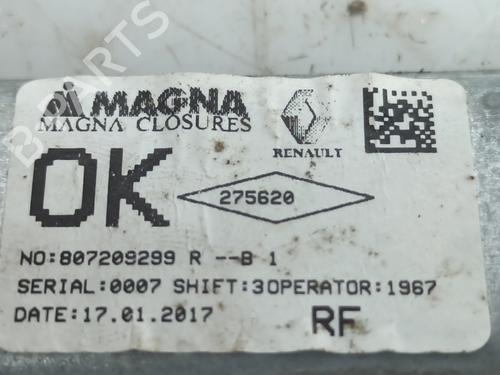 MAGNA
MAGNA CLOSURES
RENAULT
OK
275620
NO:807209299 R --B 1
SERIAL:0007 SHIFT:3OPERATOR:1967
DATE:17.01.2017
RF